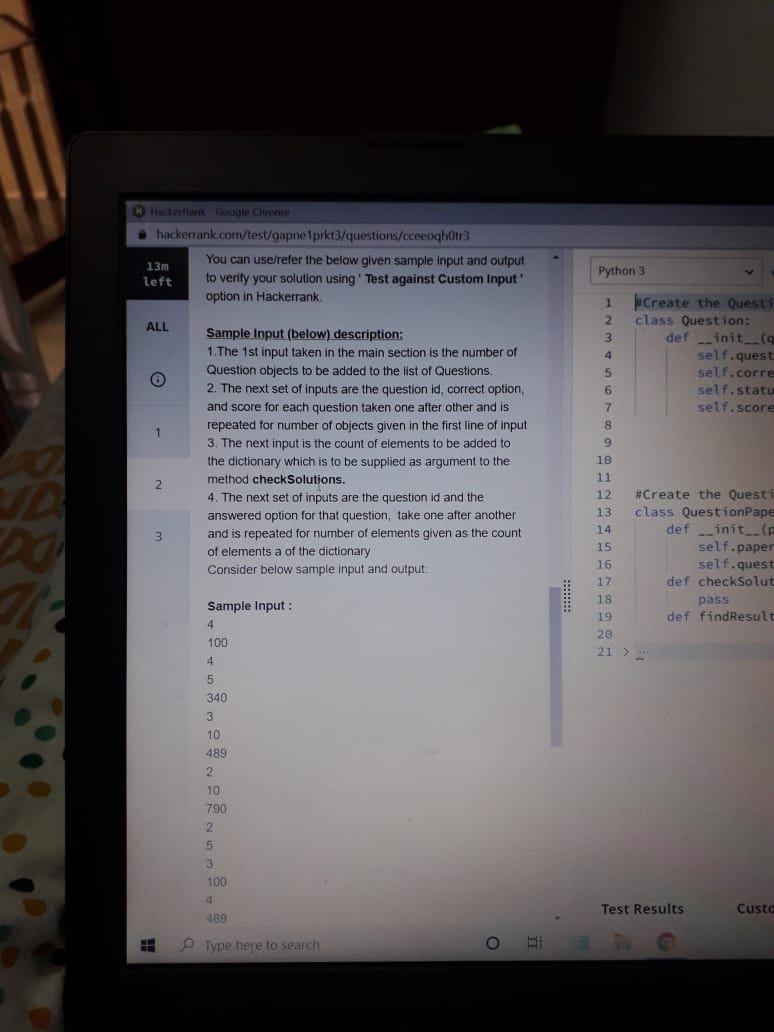 HackerRank - Google Chrome
hackerrank.com/test/gapne1prkt3/questions/cceeoqh0tr3
13m
left
ALL
1
2
3
You can use/refer the below given sample input and output
to verify your solution using ' Test against Custom Input '
option in Hackerrank.
Sample Input (below) description:
1.The 1st input taken in the main section is the number of
Question objects to be added to the list of Questions.
2. The next set of inputs are the question id, correct option,
and score for each question taken one after other and is
repeated for number of objects given in the first line of input
3. The next input is the count of elements to be added to
the dictionary which is to be supplied as argument to the
method checkSolutions.
4. The next set of inputs are the question id and the
answered option for that question, take one after another
and is repeated for number of elements given as the count
of elements a of the dictionary
Consider below sample input and output:
Sample Input :
4
100
4
5
340
3
10
489
2
10
790
2
5
3
100
4
489
Python 3
1 #Create the Questi
2 class Question:
3 def __init__(q
4 self.quest
5 self.corre
6 self.statu
7 self.score
8
9
10
11
12 #Create the Questi
13 class QuestionPape
14 def __init__(p
15 self.paper
16 self.quest
17 def checkSolut
18 pass
19 def findResult
20
21 > ...
Test Results Custo
Type here to search